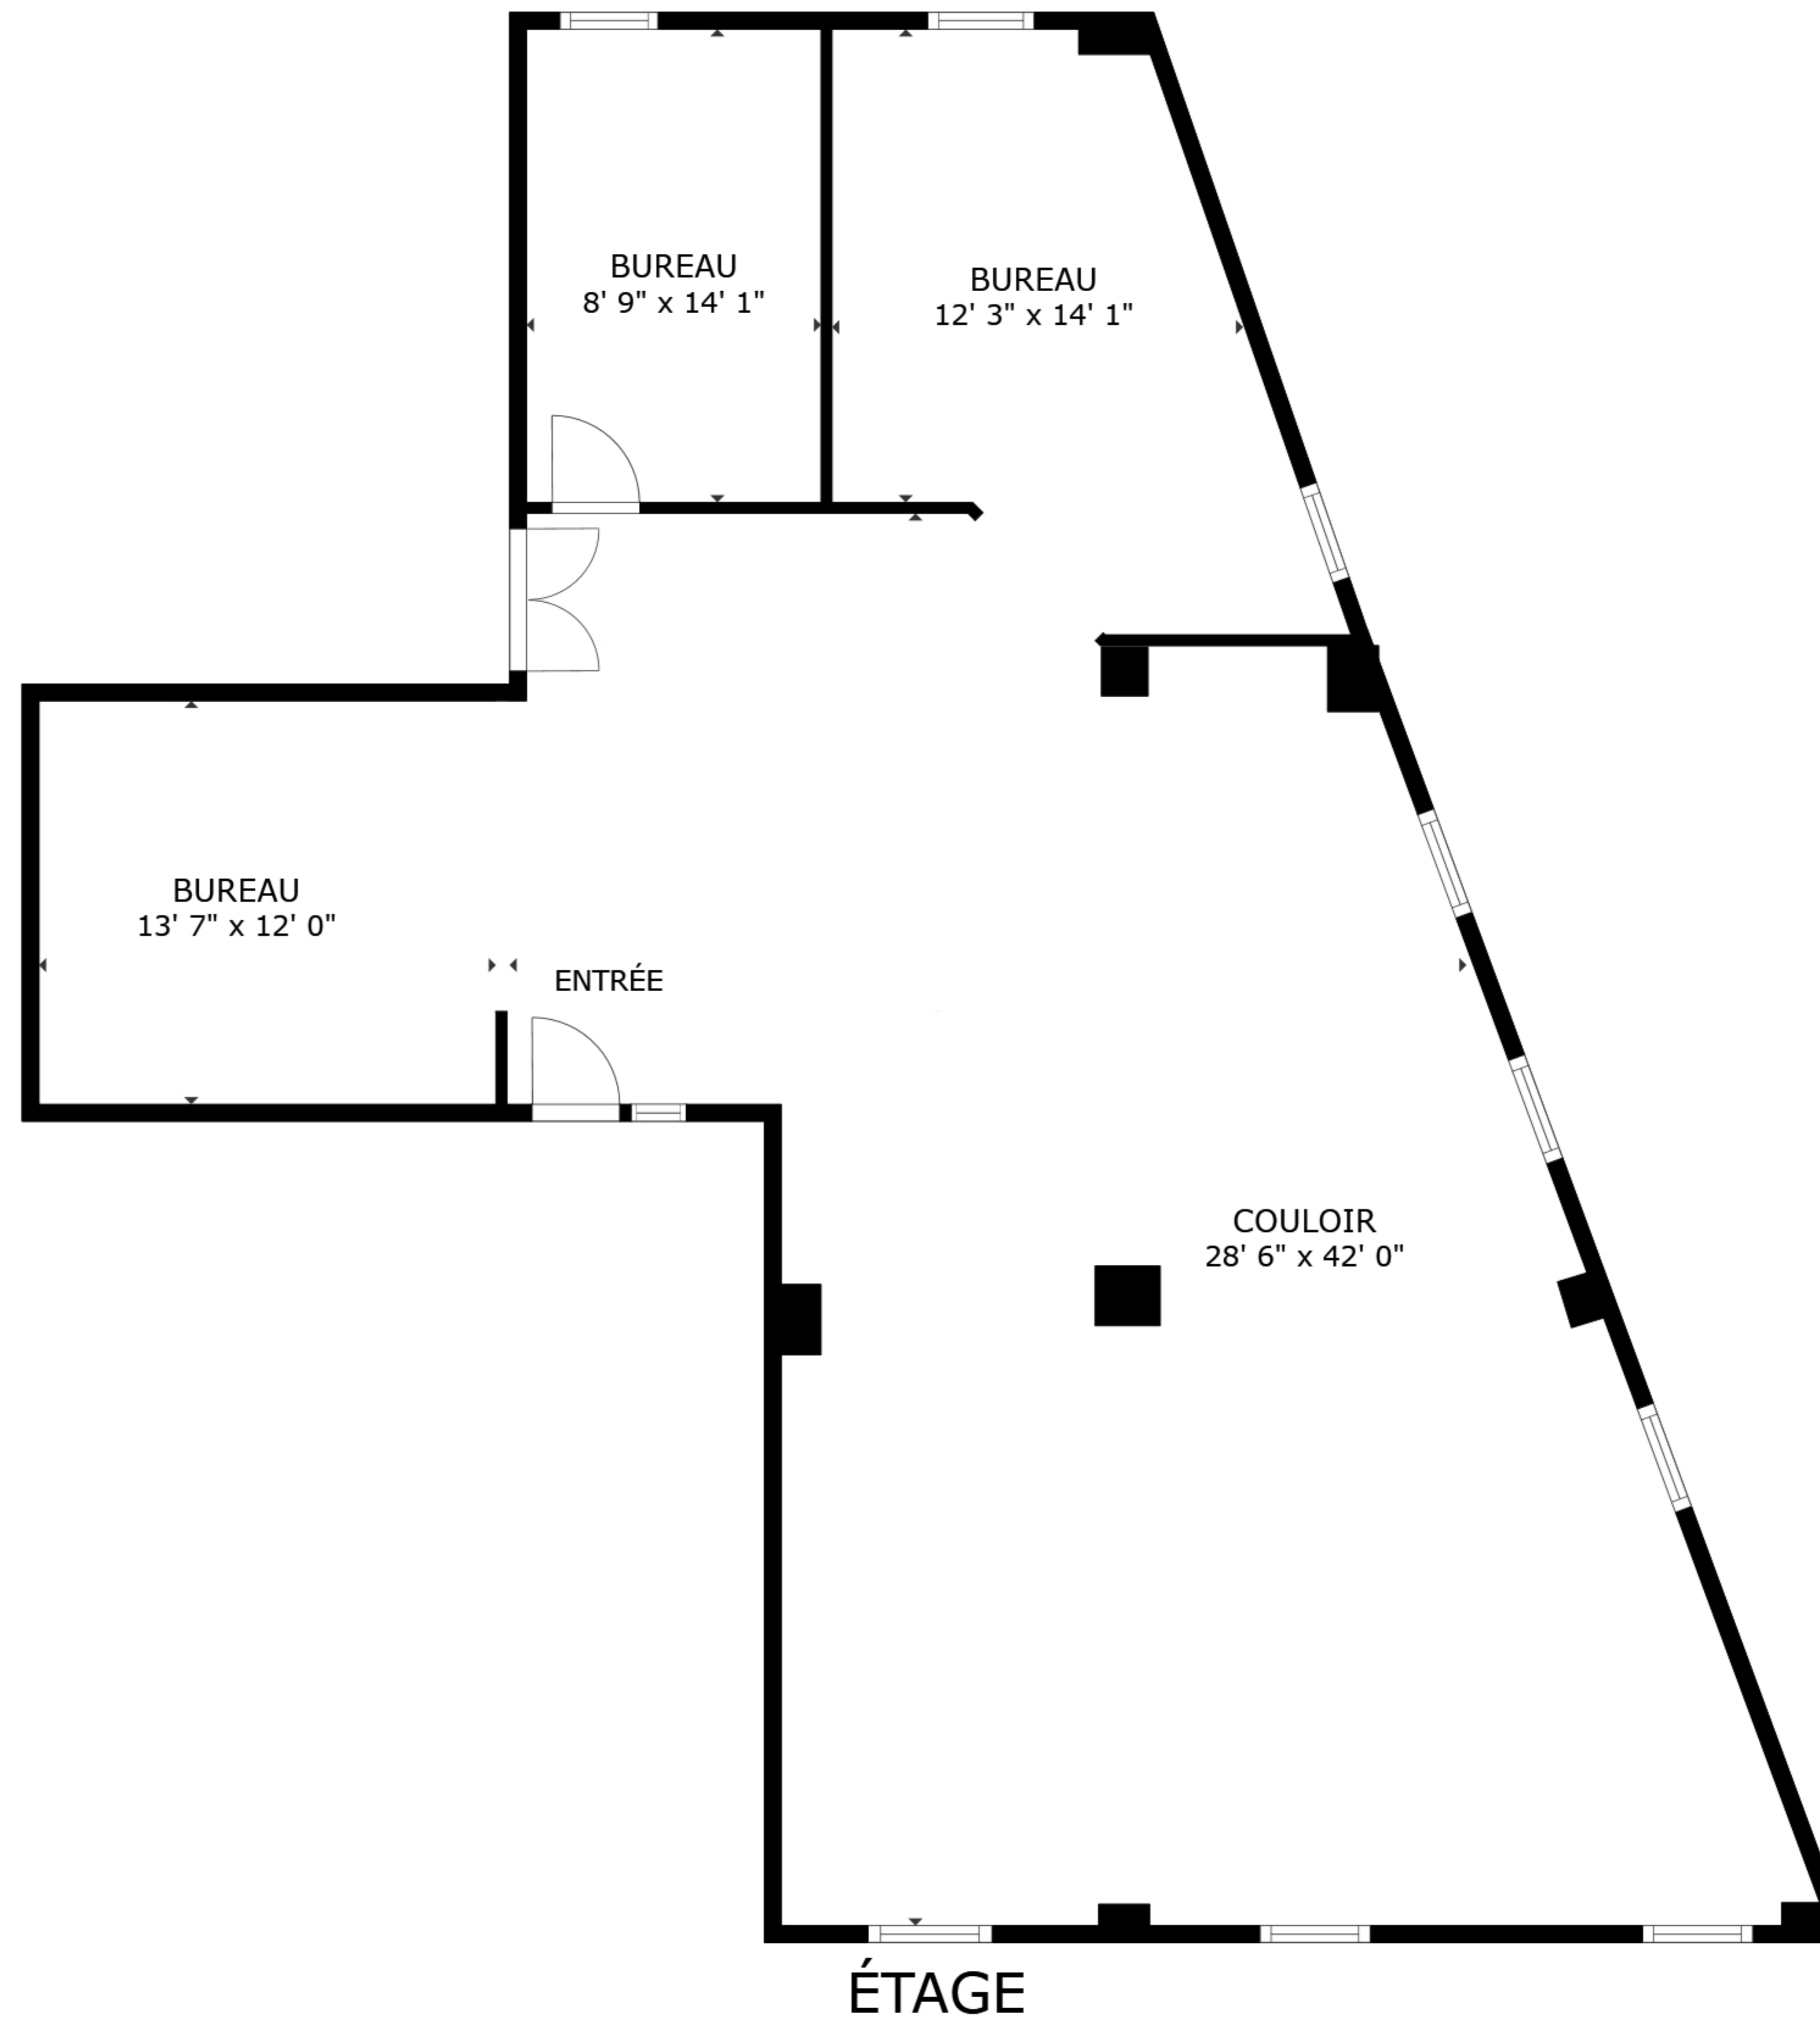 BUREAU
8' 9" x 14' 1"
BUREAU
12' 3" x 14' 1"
BUREAU
13' 7" x 12' 0"
ENTRÉE
COULOIR
28' 6" x 42' 0"
ÉTAGE